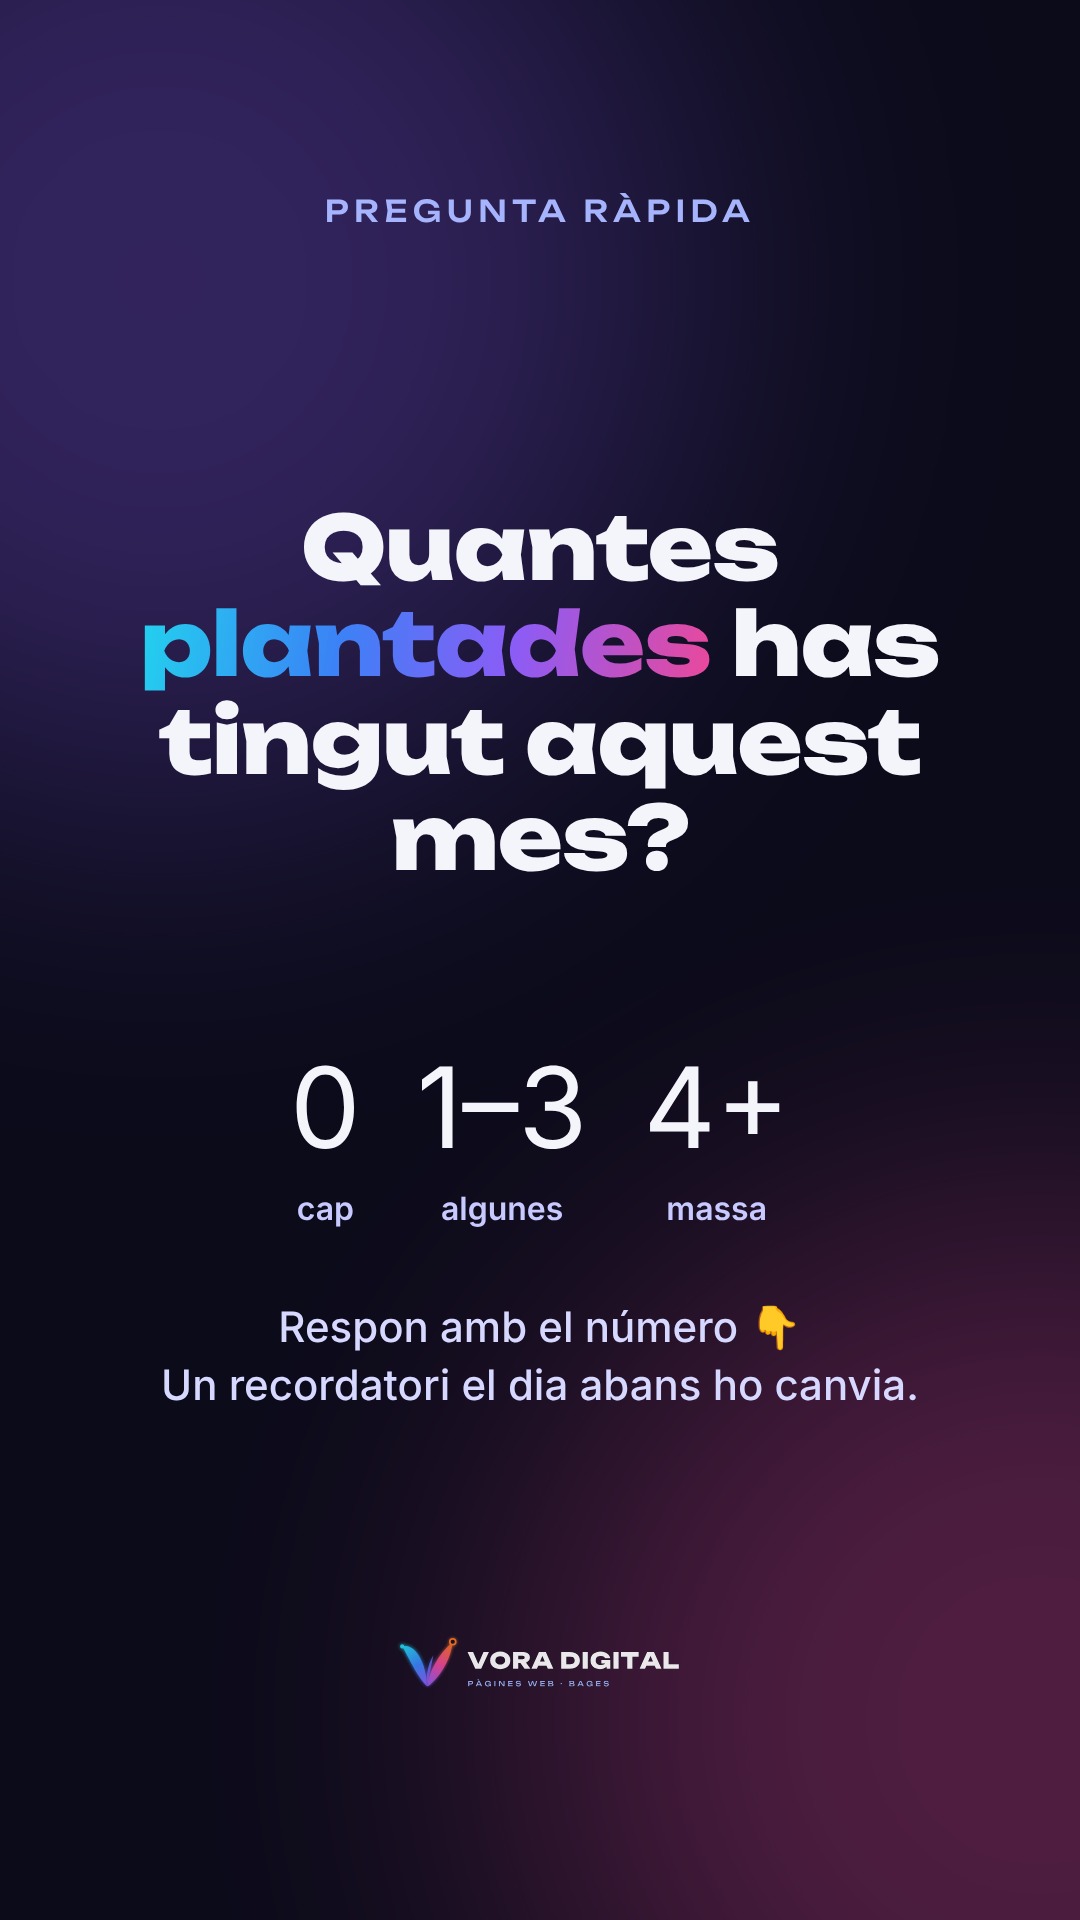 PREGUNTA RÀPIDA
Quantes
plantades has
tingut aquest
mes?
0 1–3 4+
cap algunes massa
Respon amb el número 👇
Un recordatori el dia abans ho canvia.
VORA DIGITAL
PÀGINES WEB · BAGES